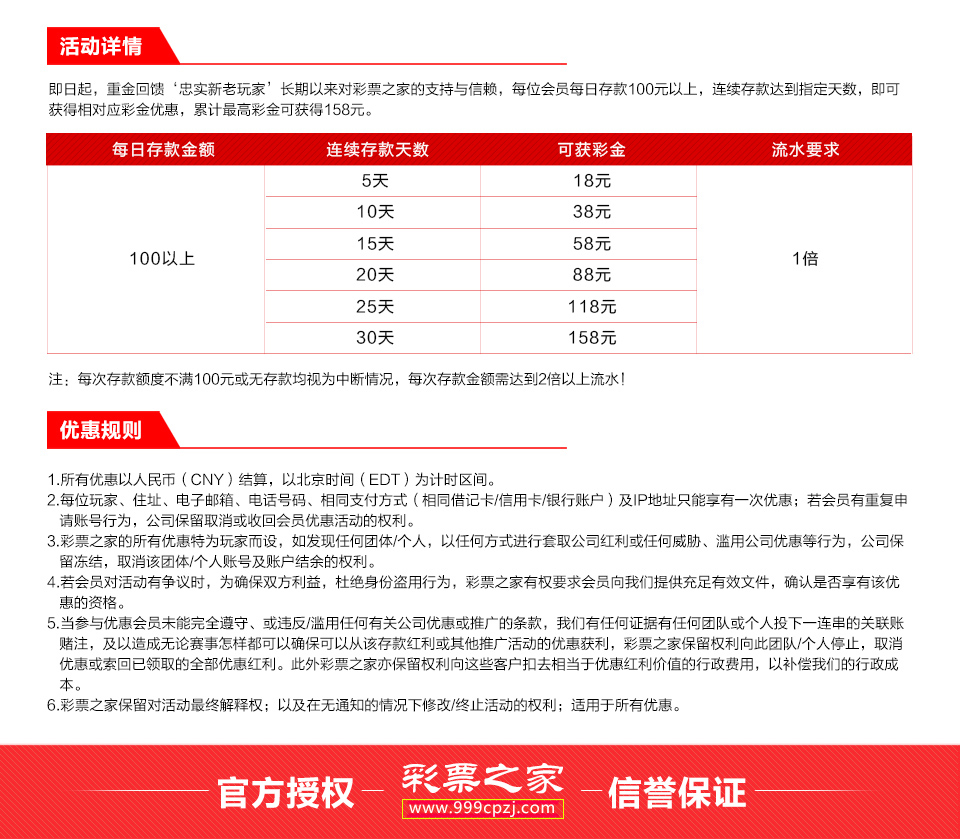 活动详情
即日起，重金回馈‘忠实新老玩家’长期以来对彩票之家的支持与信赖，每位会员每日存款100元以上，连续存款达到指定天数，即可
获得相对应彩金优惠，累计最高彩金可获得158元。
每日存款金额 连续存款天数 可获彩金 流水要求
5天 18元
10天 38元
15天 58元
100以上 1倍
20天 88元
25天 118元
30天 158元
注：每次存款额度不满100元或无存款均视为中断情况，每次存款金额需达到2倍以上流水！
优惠规则
1.所有优惠以人民币（CNY）结算，以北京时间（EDT）为计时区间。
2.每位玩家、住址、电子邮箱、电话号码、相同支付方式（相同借记卡/信用卡/银行账户）及IP地址只能享有一次优惠；若会员有重复申
请账号行为，公司保留取消或收回会员优惠活动的权利。
3.彩票之家的所有优惠特为玩家而设，如发现任何团体/个人，以任何方式进行套取公司红利或任何威胁、滥用公司优惠等行为，公司保
留冻结，取消该团体/个人账号及账户结余的权利。
4.若会员对活动有争议时，为确保双方利益，杜绝身份盗用行为，彩票之家有权要求会员向我们提供充足有效文件，确认是否享有该优
惠的资格。
5.当参与优惠会员未能完全遵守、或违反/滥用任何有关公司优惠或推广的条款，我们有任何证据有任何团队或个人投下一连串的关联账
赌注，及以造成无论赛事怎样都可以确保可以从该存款红利或其他推广活动的优惠获利，彩票之家保留权利向此团队/个人停止，取消
优惠或索回已领取的全部优惠红利。此外彩票之家亦保留权利向这些客户扣去相当于优惠红利价值的行政费用，以补偿我们的行政成
本。
6.彩票之家保留对活动最终解释权；以及在无通知的情况下修改/终止活动的权利；适用于所有优惠。
官方授权 彩票之家 信誉保证
www.999cpzj.com